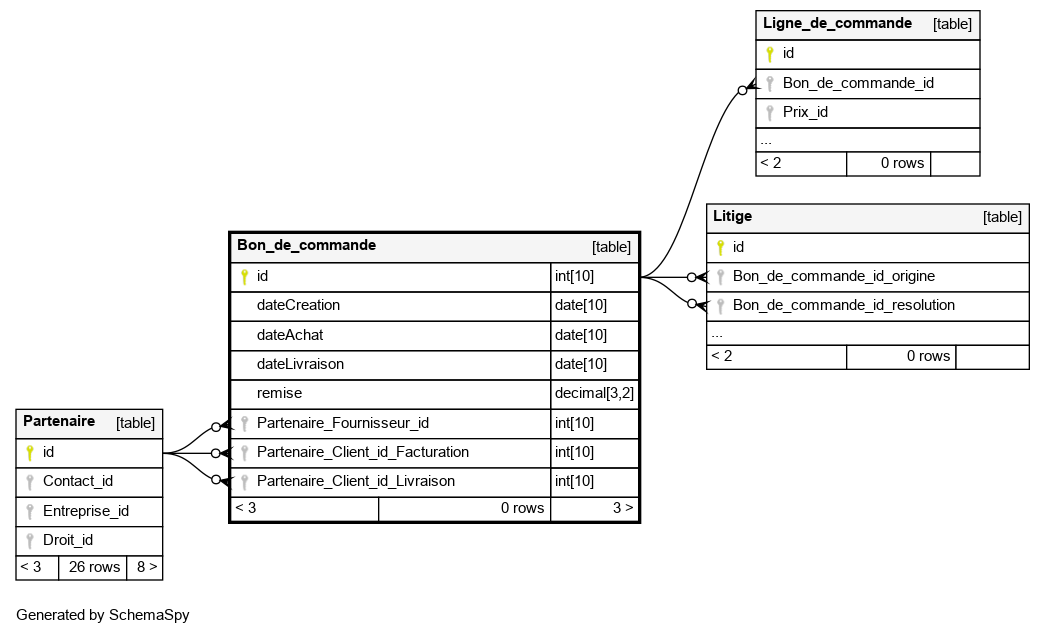 Ligne_de_commande [table]
id
Bon_de_commande_id
Prix_id
...
< 2 0 rows
Litige [table]
id
Bon_de_commande_id_origine
Bon_de_commande_id_resolution
...
< 2 0 rows
Bon_de_commande [table]
id int[10]
dateCreation date[10]
dateAchat date[10]
dateLivraison date[10]
remise decimal[3,2]
Partenaire_Fournisseur_id int[10]
Partenaire_Client_id_Facturation int[10]
Partenaire_Client_id_Livraison int[10]
< 3 0 rows 3 >
Partenaire [table]
id
Contact_id
Entreprise_id
Droit_id
< 3 26 rows 8 >
Generated by SchemaSpy